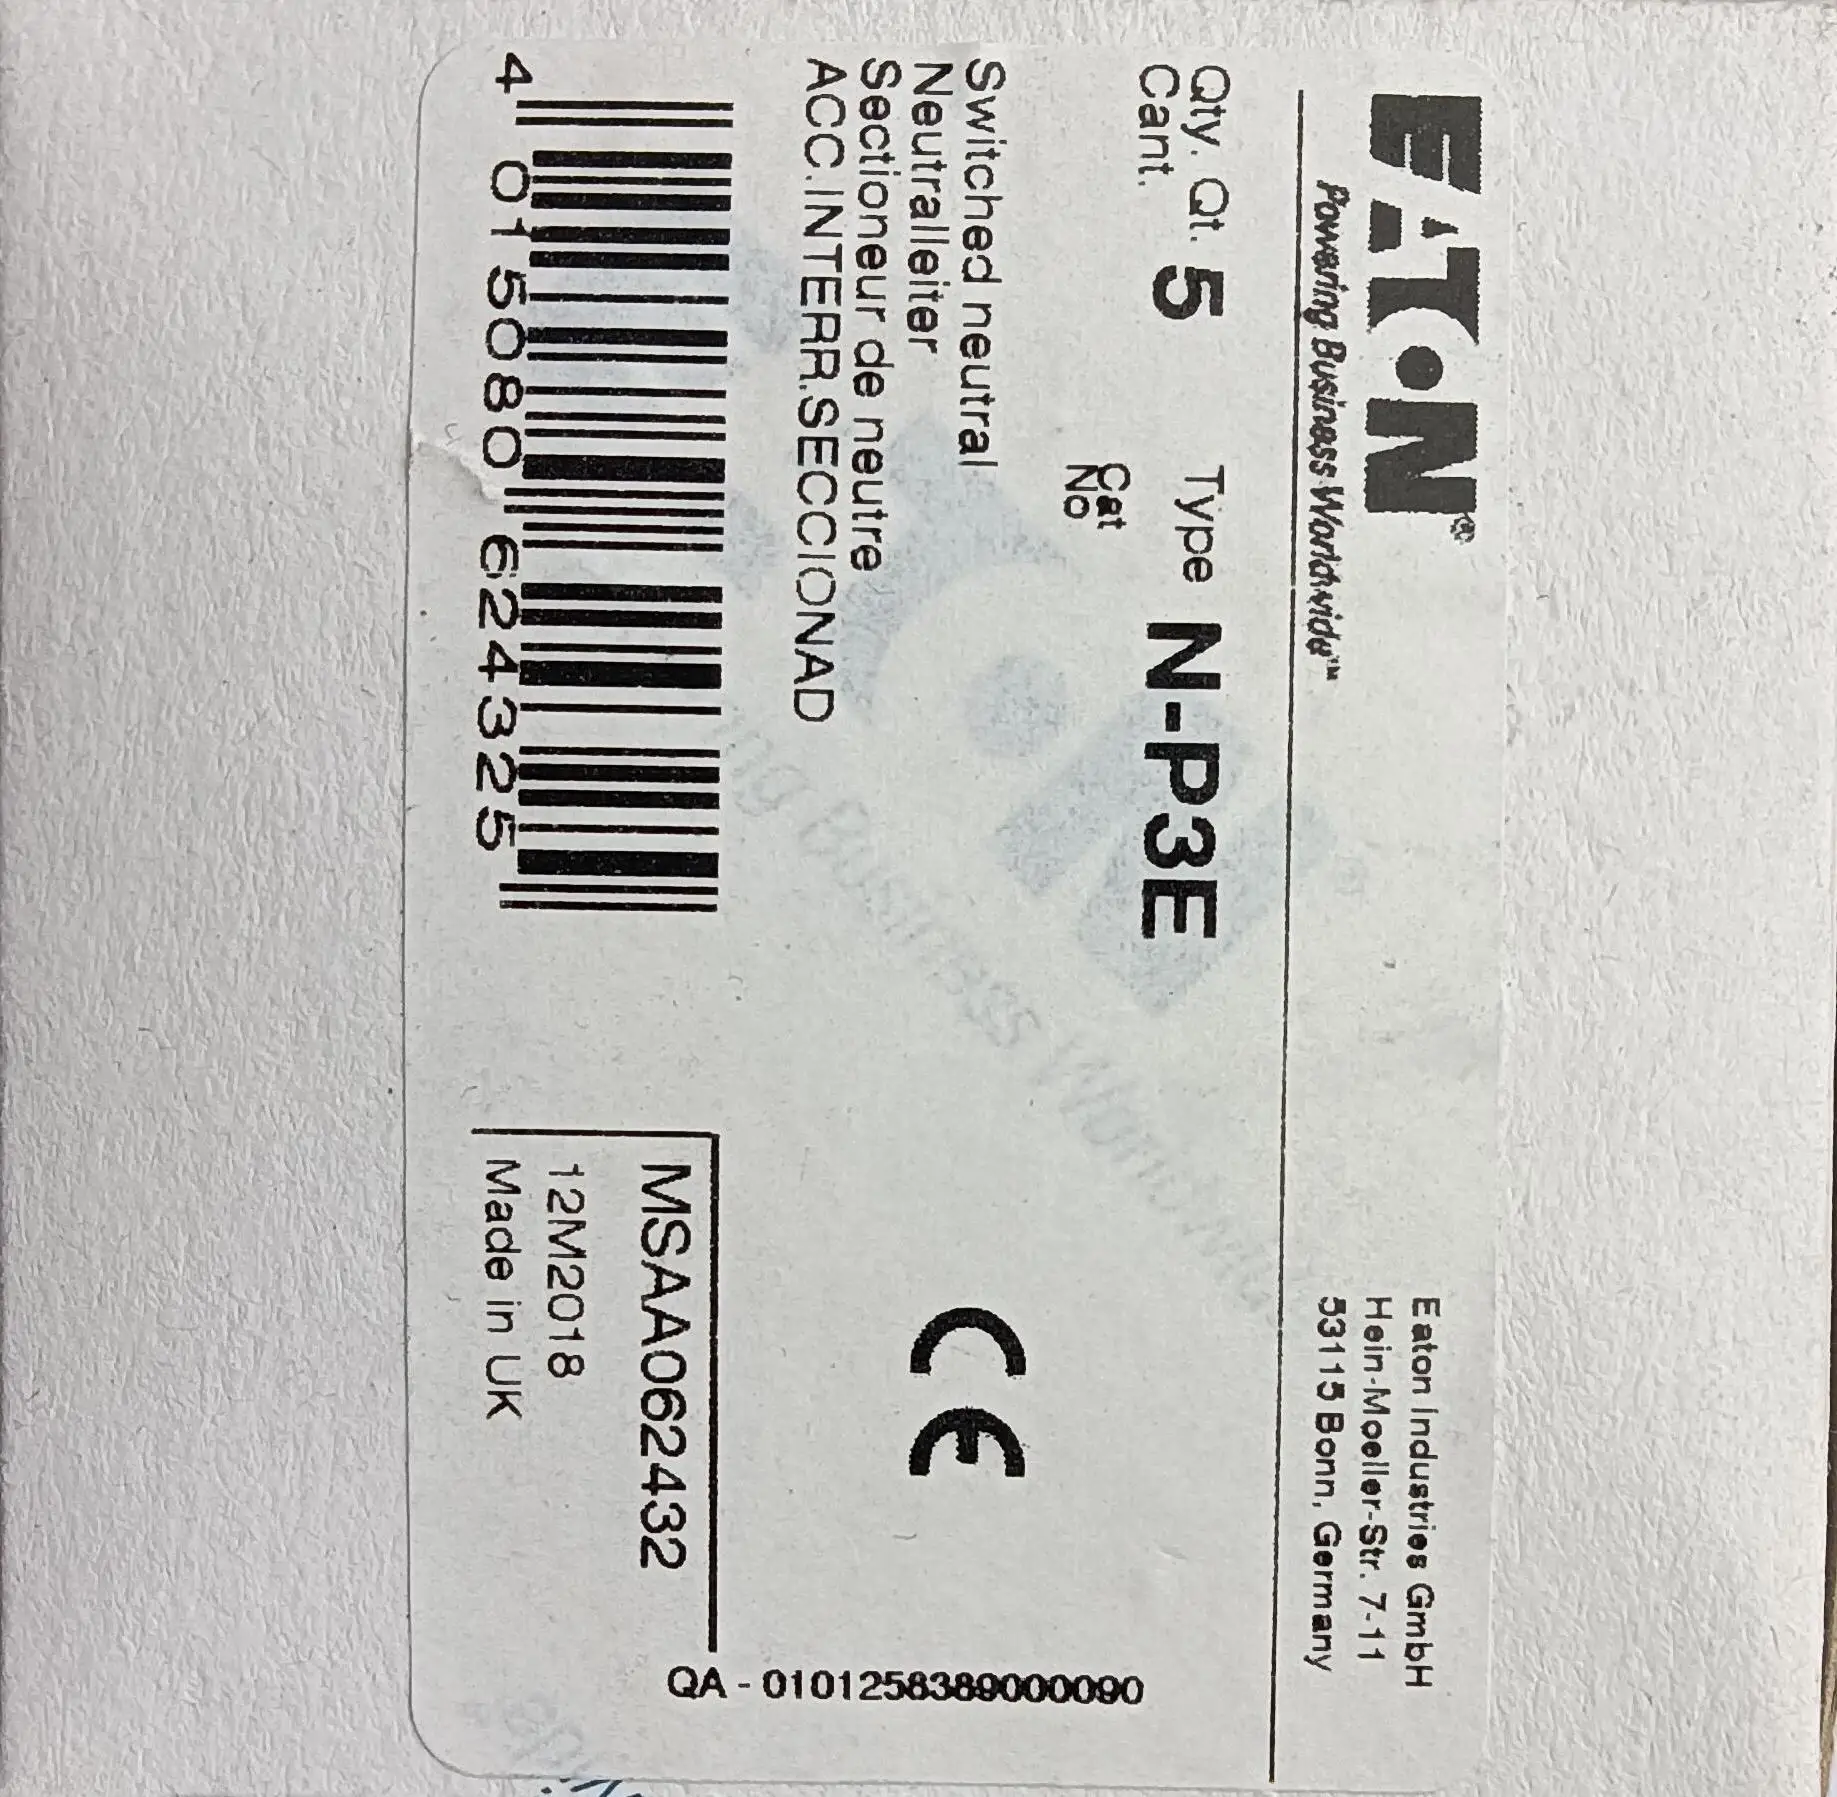 EATON®
Powering Business Worldwide™
Eaton Industries GmbH
Hein-Moeller-Str. 7-11
53115 Bonn, Germany
Qty. Qt. 5 Type N-P3E
Cant.
Cat
No
Switched neutral
Neutralleiter
Sectioneur de neutre
ACC.INTERR.SECCIONAD
4 015080 624325
MSAA062432
12M2018
Made in UK
CE
QA - 0101258389000090